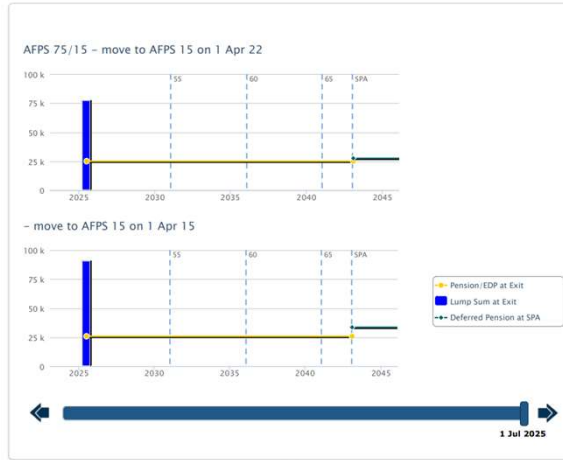 AFPS 75/15 – move to AFPS 15 on 1 Apr 22
100 k
55
60
65
SPA
75 k
50 k
25 k
0
2025
2030
2035
2040
2045
– move to AFPS 15 on 1 Apr 15
100 k
55
60
65
SPA
75 k
50 k
25 k
0
2025
2030
2035
2040
2045
Pension/EDP at Exit
Lump Sum at Exit
Deferred Pension at SPA
1 Jul 2025